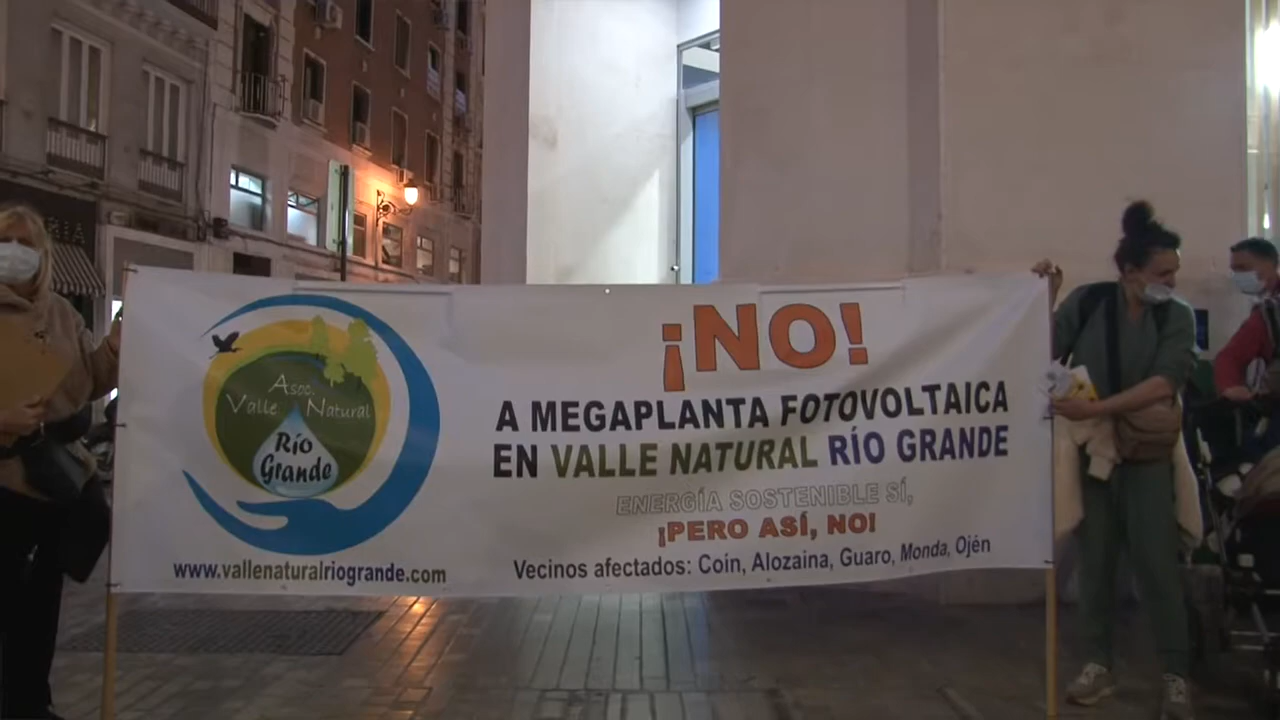 Asoc.
Valle Natural
Río
Grande
www.vallenaturalriogrande.com
¡NO!
A MEGAPLANTA FOTOVOLTAICA
EN VALLE NATURAL RÍO GRANDE
ENERGÍA SOSTENIBLE SÍ,
¡PERO ASÍ, NO!
Vecinos afectados: Coín, Alozaina, Guaro, Monda, Ojén